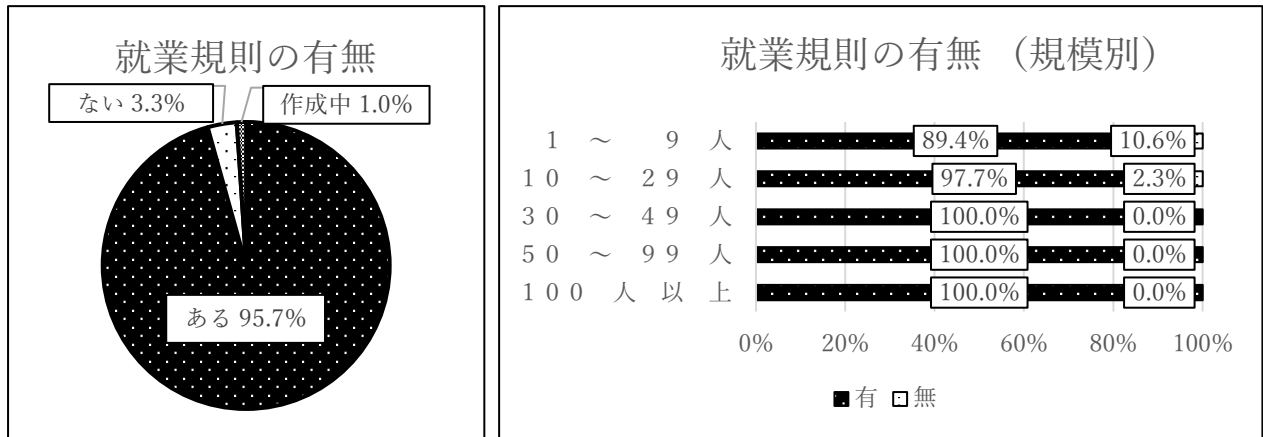 就業規則の有無
ない 3.3%
作成中 1.0%
ある 95.7%
就業規則の有無 (規模別)
1 ~ 9 人 89.4% 10.6%
10 ~ 29 人 97.7% 2.3%
30 ~ 49 人 100.0% 0.0%
50 ~ 99 人 100.0% 0.0%
100 人 以 上 100.0% 0.0%
0% 20% 40% 60% 80% 100%
有 無